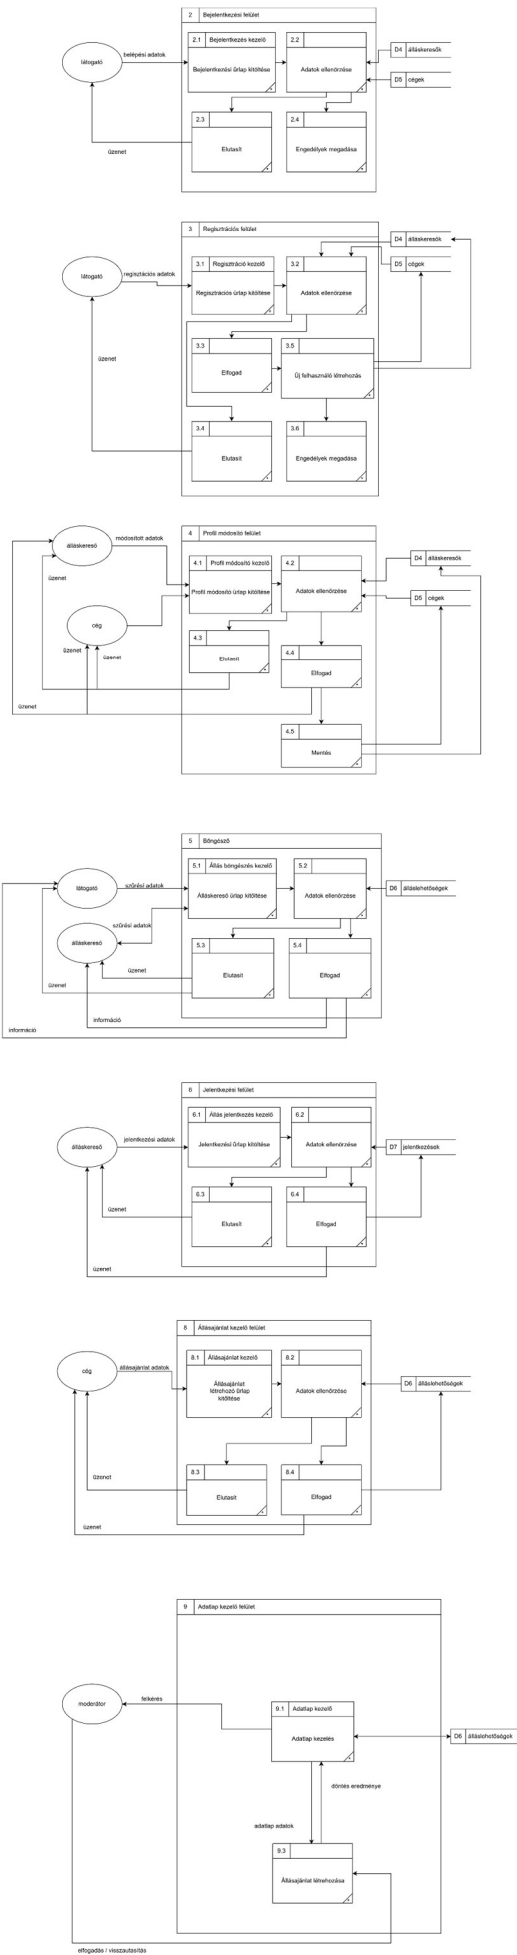 2 Bejelentkezési felület
2.1 Bejelentkezés kezelő
2.2
látogató
belépési adatok
Bejelentkezési űrlap kitöltése
Adatok ellenőrzése
D4 álláskeresők
D5 cégek
2.3
2.4
Elutasít
Engedélyek megadása
üzenet
3 Regisztrációs felület
D4 álláskeresők
3.1 Regisztráció kezelő
3.2
D5 cégek
látogató
regisztációs adatok
Regisztrációs űrlap kitöltése
Adatok ellenőrzése
üzenet
3.3
3.5
Elfogad
Új felhasználó létrehozás
3.4
3.6
Elutasít
Engedélyek megadása
4 Profil módosító felület
álláskereső
módosított adatok
4.1 Profil módosító kezelő
4.2
D4 álláskeresők
üzenet
Profil módosító űrlap kitöltése
Adatok ellenőrzése
D5 cégek
cég
4.3
üzenet
üzenet
Elutasít
4.4
Elfogad
üzenet
4.5
Mentés
5 Böngésző
5.1 Állás böngészés kezelő
5.2
látogató
szűrési adatok
Álláskereső űrlap kitöltése
Adatok ellenőrzése
D6 álláslehetőségek
szűrési adatok
álláskereső
5.3
5.4
üzenet
Elutasít
Elfogad
üzenet
információ
információ
6 Jelentkezési felület
6.1 Állás jelentkezés kezelő
6.2
álláskereső
jelentkezési adatok
Jelentkezési űrlap kitöltése
Adatok ellenőrzése
D7 jelentkezések
6.3
6.4
üzenet
Elutasít
Elfogad
üzenet
8 Állásajánlat kezelő felület
8.1 Állásajánlat kezelő
8.2
cég
állásajánlat adatok
Állásajánlat
létrehozó űrlap
kitöltése
Adatok ellenőrzése
D6 álláslehetőségek
8.3
8.4
üzenet
Elutasít
Elfogad
üzenet
9 Adatlap kezelő felület
moderátor
felkérés
9.1 Adatlap kezelő
Adatlap kezelés
D6 álláslehetőségek
döntés eredménye
adatlap adatok
9.3
Állásajánlat létrehozása
elfogadás / visszautasítás